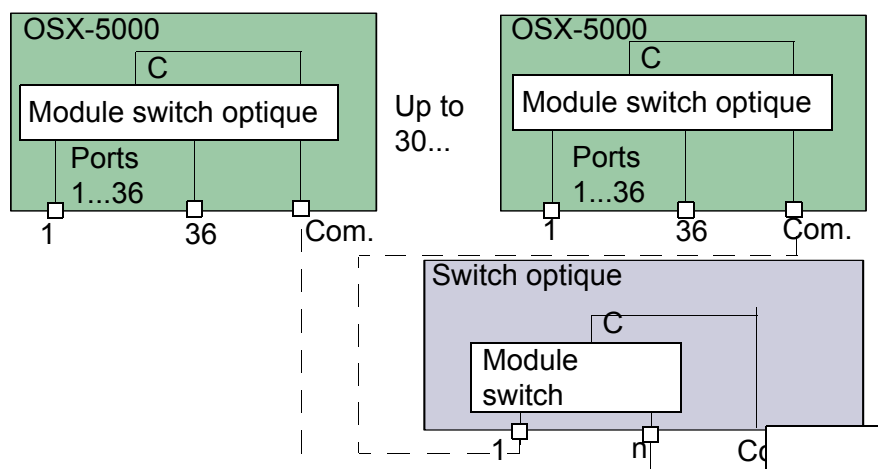 OSX-5000
C
Module switch optique
Ports
1...36
1
36
Com.
Up to
30...
OSX-5000
C
Module switch optique
Ports
1...36
1
36
Com.
Switch optique
C
Module
switch
1
n